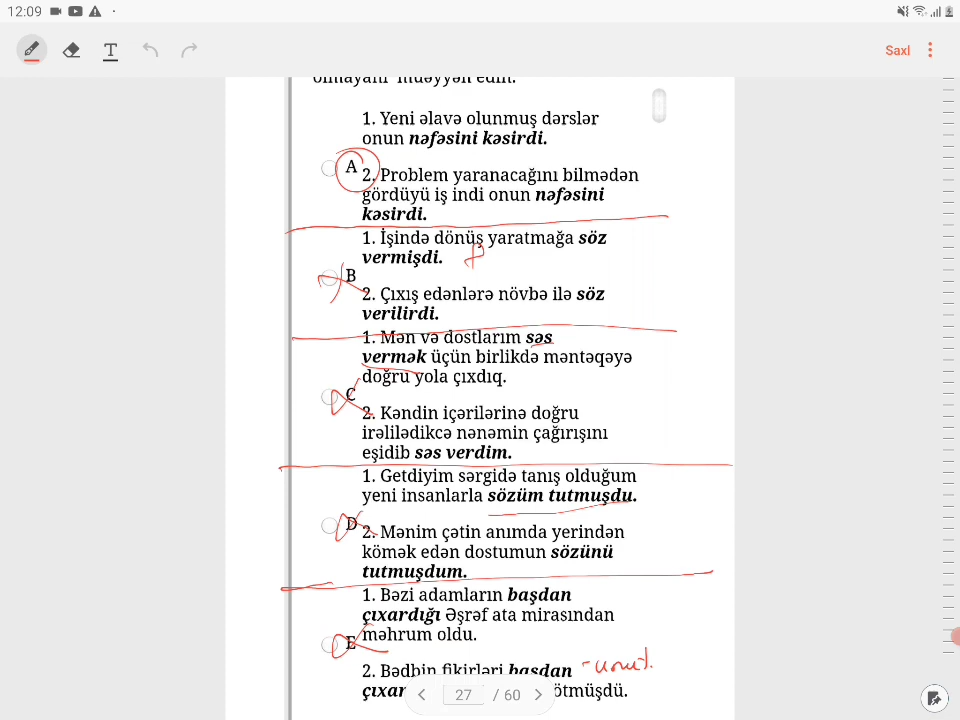 12:09
T
Saxl
olmayanı müəyyən edin.
1. Yeni əlavə olunmuş dərslər
onun nəfəsini kəsirdi.
A
2. Problem yaranacağını bilmədən
gördüyü iş indi onun nəfəsini
kəsirdi.
1. İşində dönüş yaratmağa söz
vermişdi.
B
2. Çıxış edənlərə növbə ilə söz
verilirdi.
1. Mən və dostlarım səs
vermək üçün birlikdə məntəqəyə
doğru yola çıxdıq.
C
2. Kəndin içərilərinə doğru
irəlilədikcə nənəmin çağırışını
eşidib səs verdim.
1. Getdiyim sərgidə tanış olduğum
yeni insanlarla sözüm tutmuşdu.
D
2. Mənim çətin anımda yerindən
kömək edən dostumun sözünü
tutmuşdum.
1. Bəzi adamların başdan
çıxardığı Əşrəf ata mirasından
E
məhrum oldu.
2. Bədbin fikirləri başdan
çıxar ötmüşdü.
27 / 60